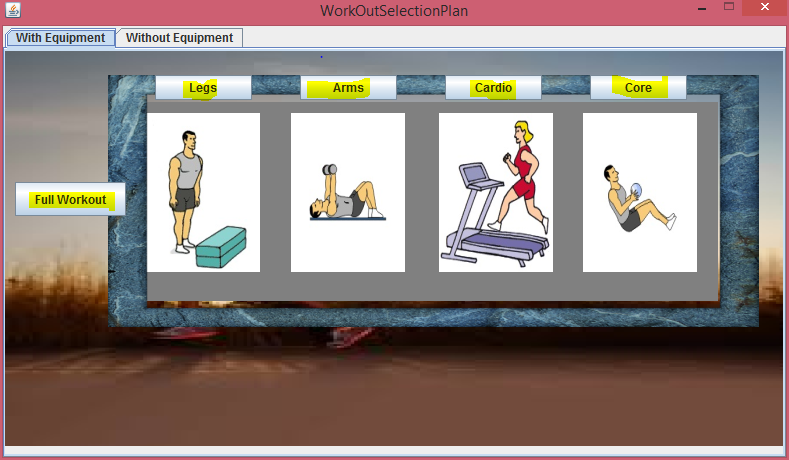 WorkOutSelectionPlan
With Equipment
Without Equipment
Legs
Arms
Cardio
Core
Full Workout